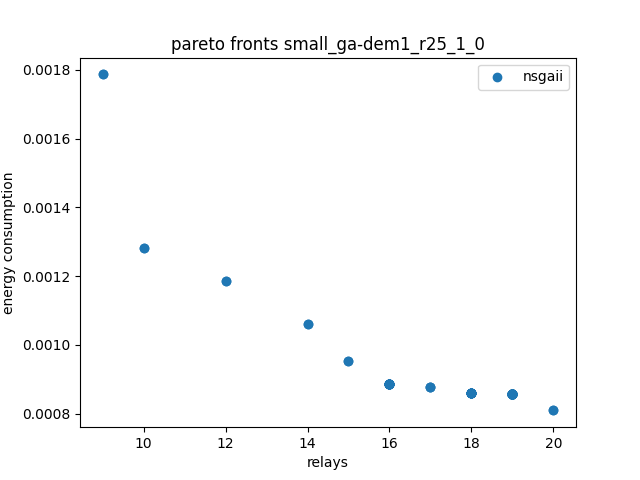 pareto fronts small_ga-dem1_r25_1_0
nsgaii
energy consumption
0.0018
0.0016
0.0014
0.0012
0.0010
0.0008
10 12 14 16 18 20
relays